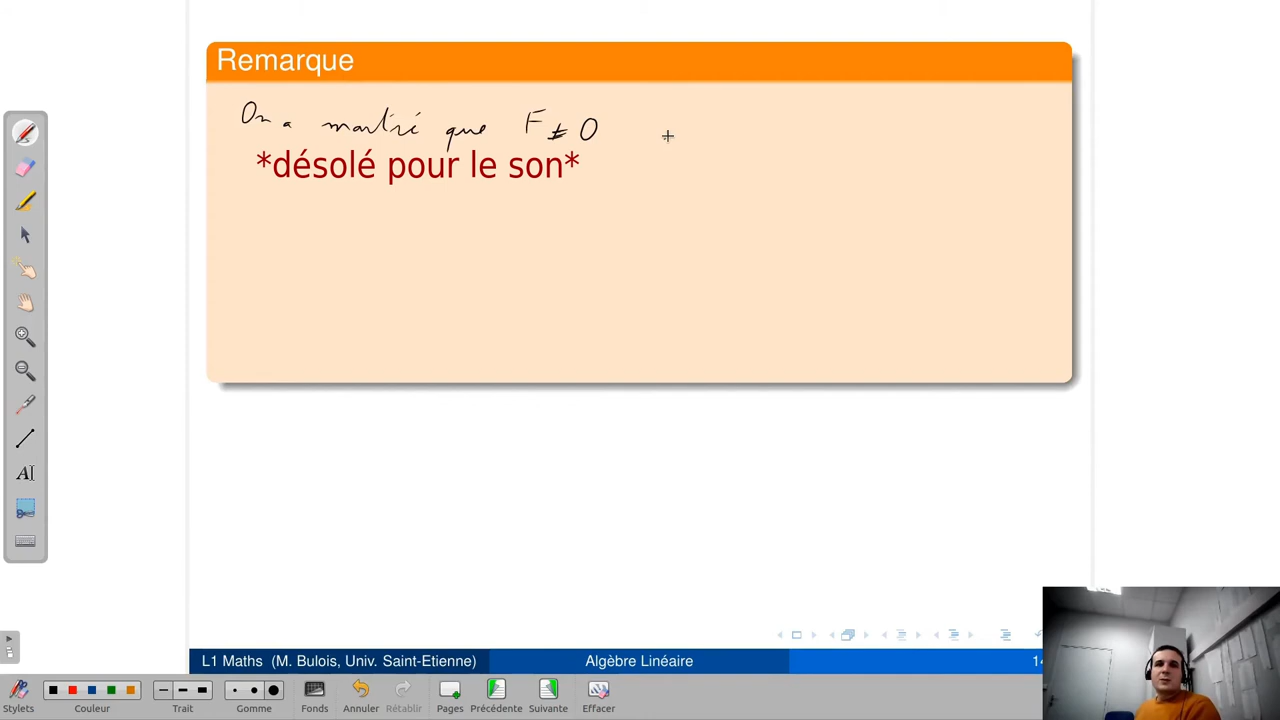 Remarque
On a montré que F ≠ 0
*désolé pour le son*
L1 Maths (M. Bulois, Univ. Saint-Etienne) Algèbre Linéaire 14
Stylets Couleur Trait Gomme Fonds Annuler Rétablir Pages Précédente Suivante Effacer